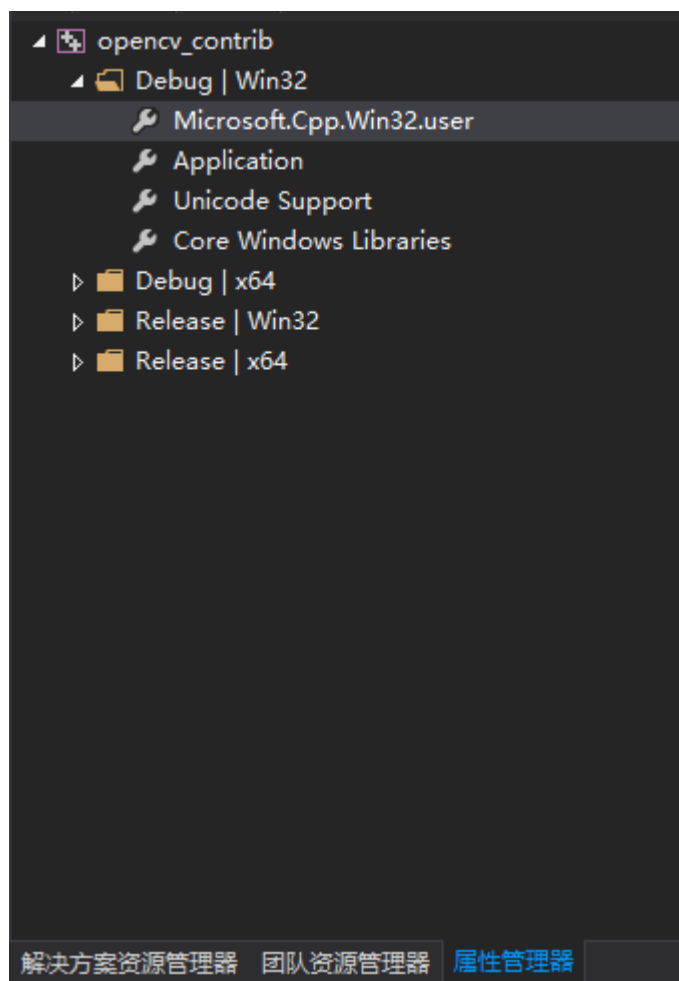 opencv_contrib
Debug | Win32
Microsoft.Cpp.Win32.user
Application
Unicode Support
Core Windows Libraries
Debug | x64
Release | Win32
Release | x64
解决方案资源管理器 团队资源管理器 属性管理器